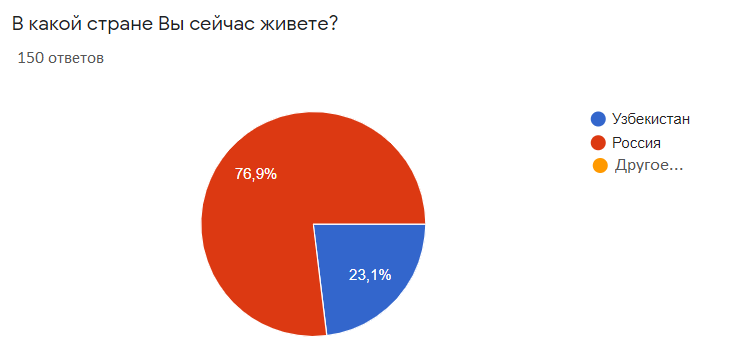 В какой стране Вы сейчас живете?
150 ответов
Узбекистан
Россия
Другое...
76,9%
23,1%